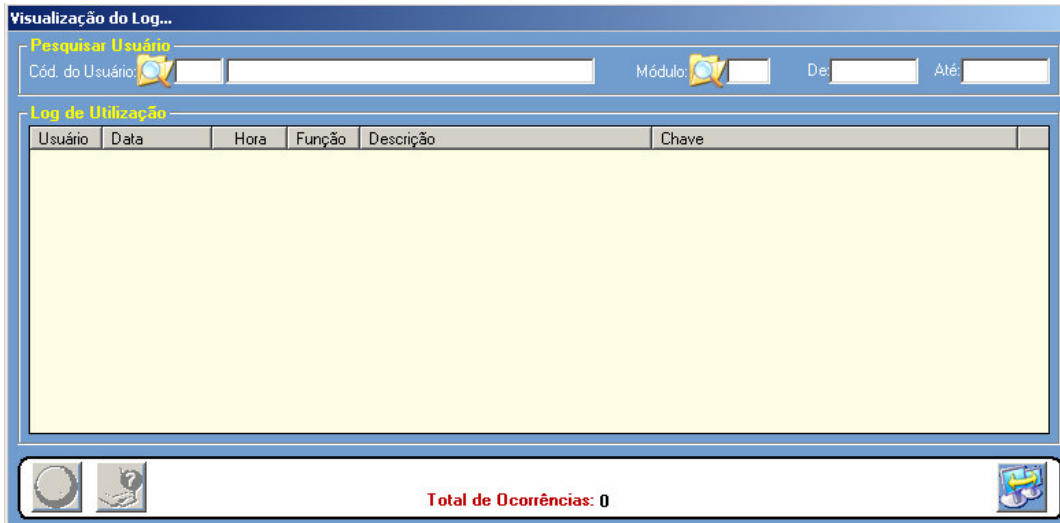 Visualização do Log...
Pesquisar Usuário
Cód. do Usuário: Módulo: De: Até:
Log de Utilização
Usuário Data Hora Função Descrição Chave
Total de Ocorrências: 0